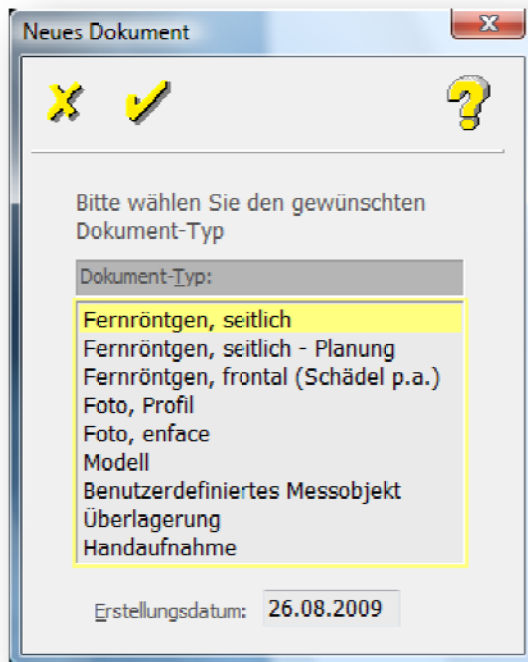 Neues Dokument
Bitte wählen Sie den gewünschten
Dokument-Typ
Dokument-Typ:
Fernröntgen, seitlich
Fernröntgen, seitlich - Planung
Fernröntgen, frontal (Schädel p.a.)
Foto, Profil
Foto, enface
Modell
Benutzerdefiniertes Messobjekt
Überlagerung
Handaufnahme
Erstellungsdatum: 26.08.2009